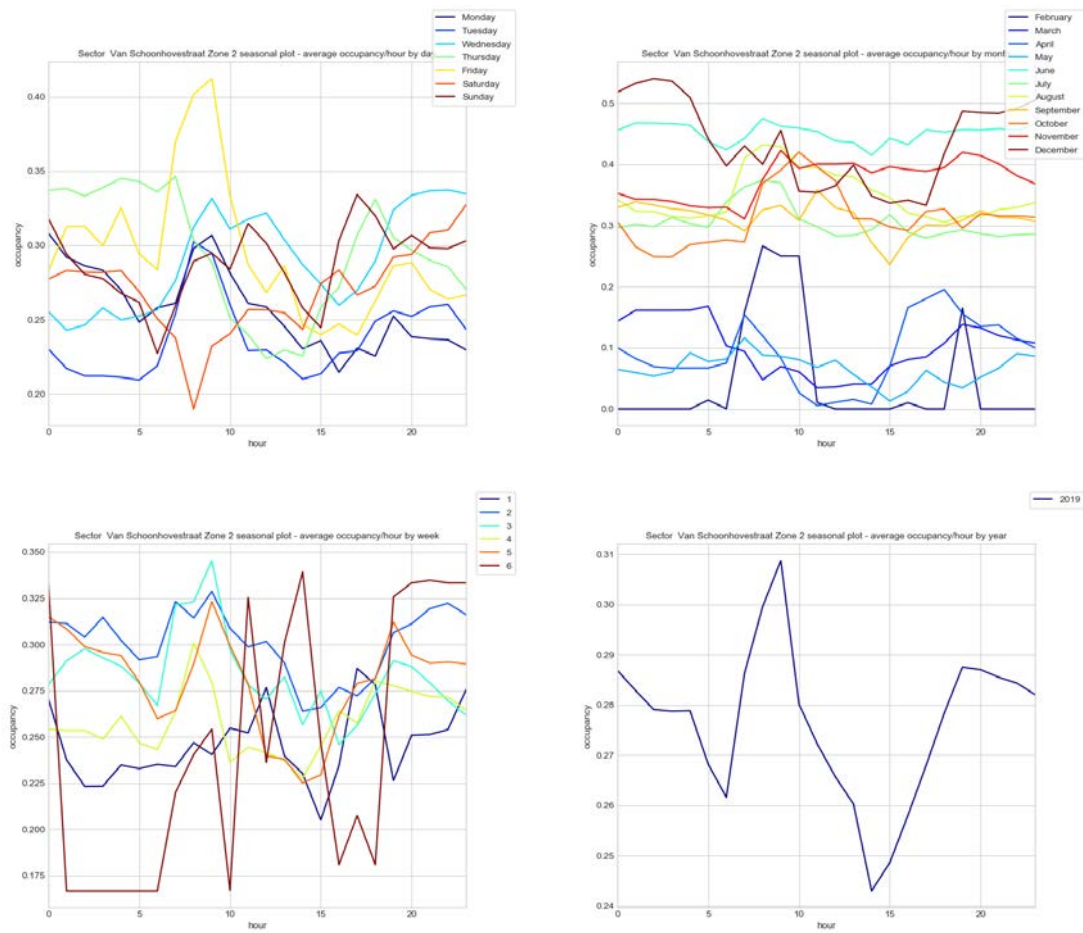 Monday
Tuesday
Wednesday
Thursday
Friday
Saturday
Sunday
Sector Van Schoonhovestraat Zone 2 seasonal plot - average occupancy/hour by day
0.40
0.35
0.30
0.25
0.20
occupancy
0 5 10 15 20
hour
February
March
April
May
June
July
August
September
October
November
December
Sector Van Schoonhovestraat Zone 2 seasonal plot - average occupancy/hour by mont
0.5
0.4
0.3
0.2
0.1
0.0
occupancy
0 5 10 15 20
hour
1
2
3
4
5
6
Sector Van Schoonhovestraat Zone 2 seasonal plot - average occupancy/hour by week
0.350
0.325
0.300
0.275
0.250
0.225
0.200
0.175
occupancy
0 5 10 15 20
hour
2019
Sector Van Schoonhovestraat Zone 2 seasonal plot - average occupancy/hour by year
0.31
0.30
0.29
0.28
0.27
0.26
0.25
0.24
occupancy
0 5 10 15 20
hour